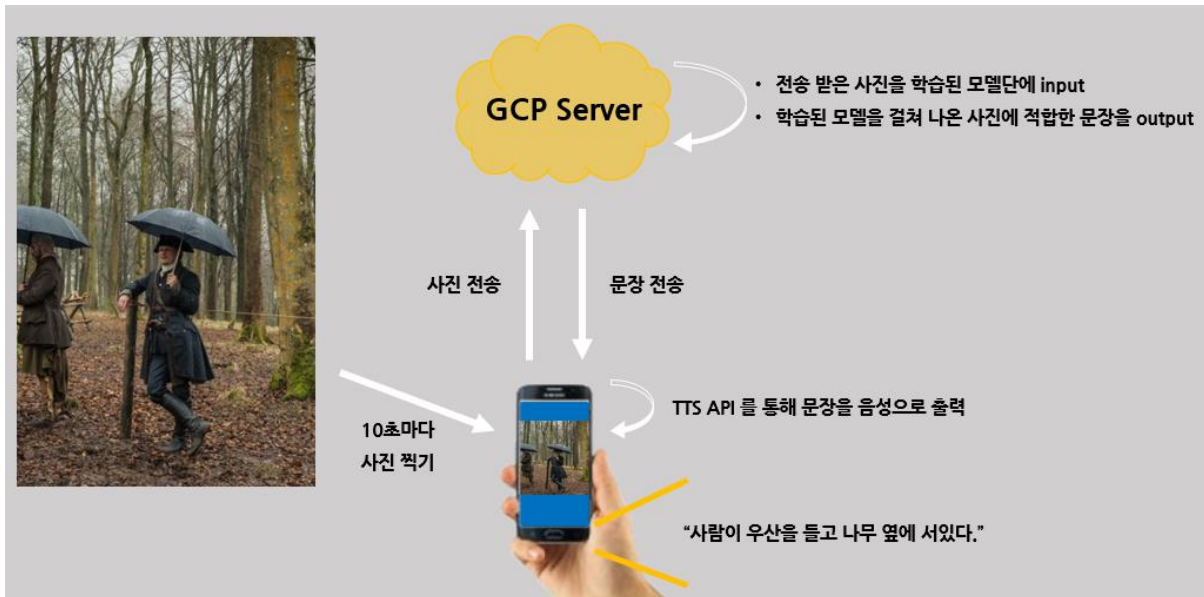 GCP Server
• 전송 받은 사진을 학습된 모델단에 input
• 학습된 모델을 걸쳐 나온 사진에 적합한 문장을 output
사진 전송
문장 전송
10초마다
사진 찍기
TTS API 를 통해 문장을 음성으로 출력
“사람이 우산을 들고 나무 옆에 서있다.”